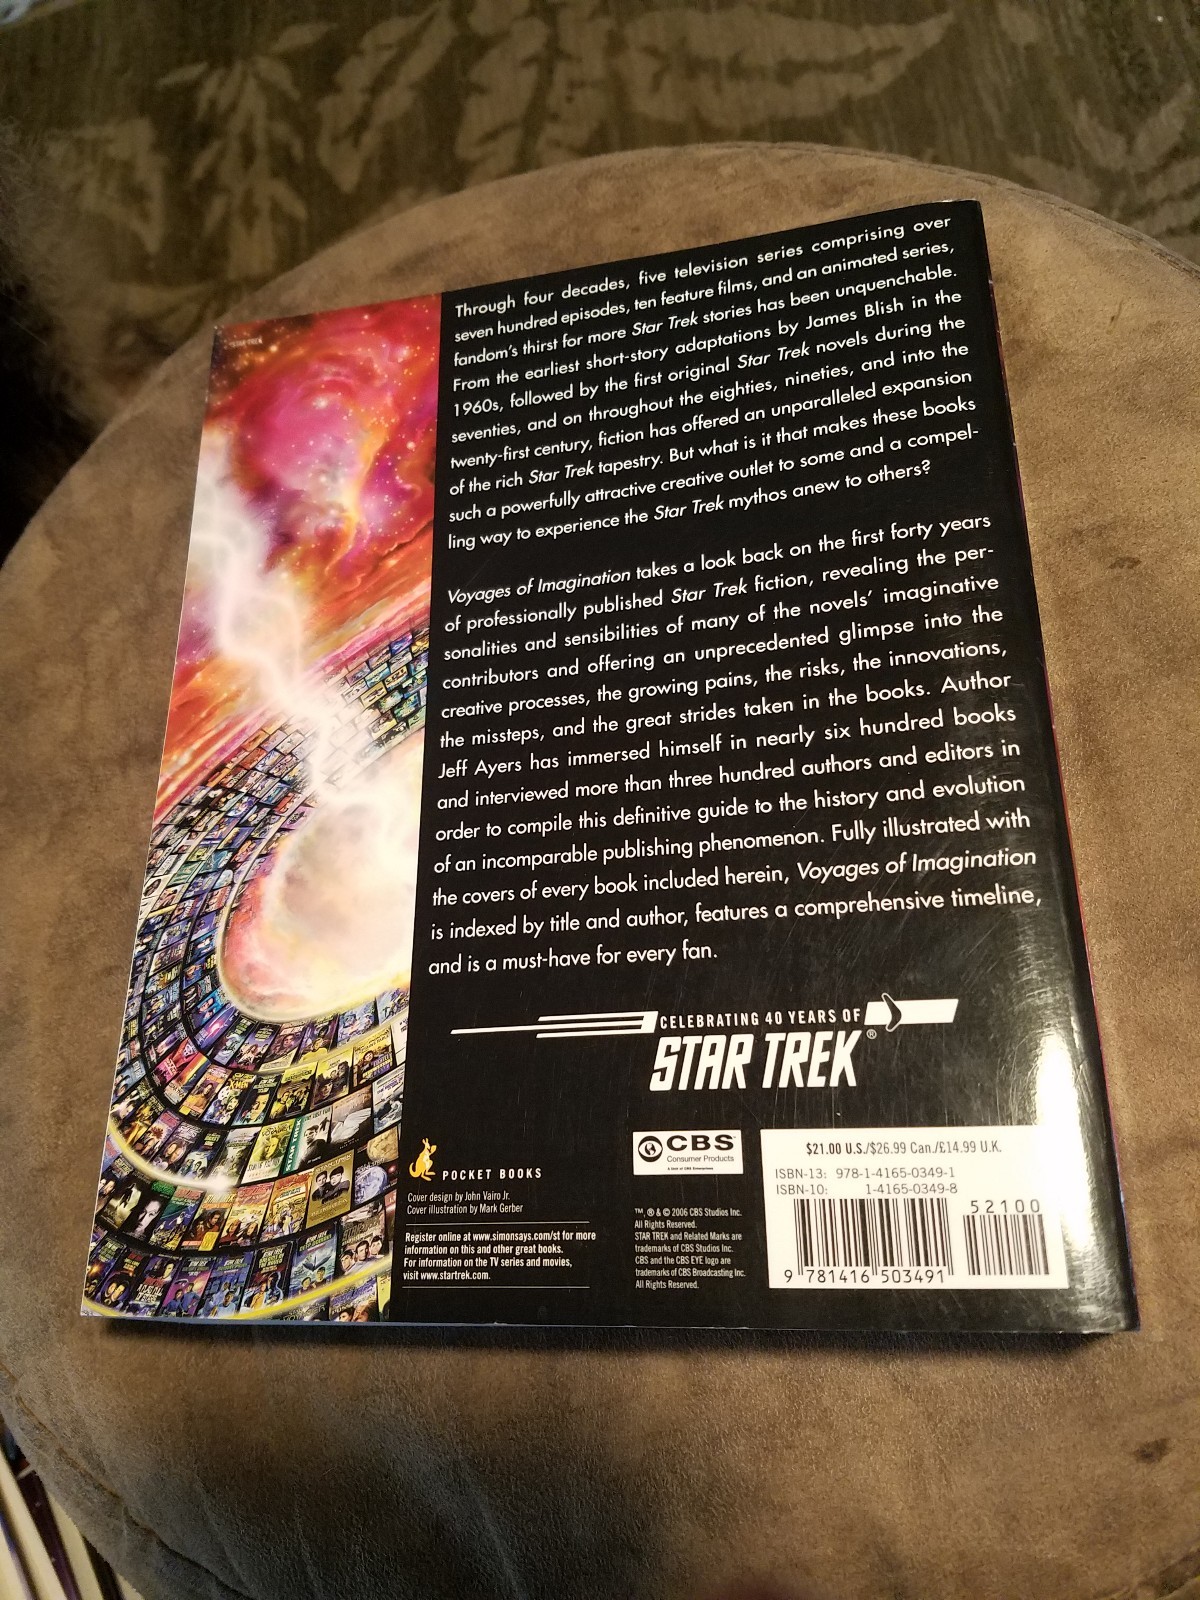 STAR TREK
Through four decades, five television series comprising over
seven hundred episodes, ten feature films, and an animated series,
fandom's thirst for more Star Trek stories has been unquenchable.
From the earliest short-story adaptations by James Blish in the
1960s, followed by the first original Star Trek novels during the
seventies, and on throughout the eighties, nineties, and into the
twenty-first century, fiction has offered an unparalleled expansion
of the rich Star Trek tapestry. But what is it that makes these books
such a powerfully attractive creative outlet to some and a compel-
ling way to experience the Star Trek mythos anew to others?
Voyages of Imagination takes a look back on the first forty years
of professionally published Star Trek fiction, revealing the per-
sonalities and sensibilities of many of the novels' imaginative
contributors and offering an unprecedented glimpse into the
creative processes, the growing pains, the risks, the innovations,
the missteps, and the great strides taken in the books. Author
Jeff Ayers has immersed himself in nearly six hundred books
and interviewed more than three hundred authors and editors in
order to compile this definitive guide to the history and evolution
of an incomparable publishing phenomenon. Fully illustrated with
the covers of every book included herein, Voyages of Imagination
is indexed by title and author, features a comprehensive timeline,
and is a must-have for every fan.
CELEBRATING 40 YEARS OF
STAR TREK®
POCKET BOOKS
Cover design by John Vairo Jr.
Cover illustration by Mark Gerber
Register online at www.simonsays.com/st for more
information on this and other great books.
For information on the TV series and movies,
visit www.startrek.com.
CBS
Consumer Products
™, ® & © 2006 CBS Studios Inc.
All Rights Reserved.
STAR TREK and Related Marks are
trademarks of CBS Studios Inc.
CBS and the CBS EYE logo are
trademarks of CBS Broadcasting Inc.
All Rights Reserved.
$21.00 U.S./$26.99 Can./£14.99 U.K.
ISBN-13: 978-1-4165-0349-1
ISBN-10: 1-4165-0349-8
52100
9 781416 503491